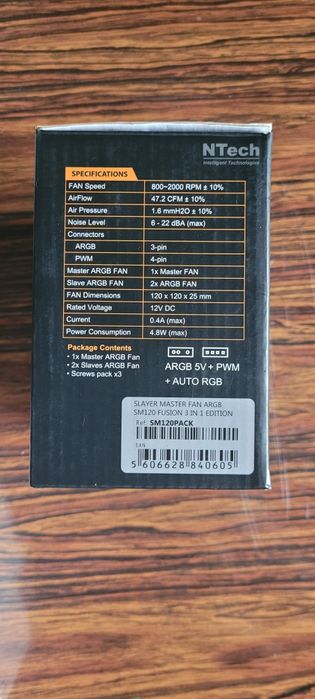 NTech
Intelligent Technologies
SPECIFICATIONS
FAN Speed 800~2000 RPM ± 10%
AirFlow 47.2 CFM ± 10%
Air Pressure 1.6 mmH2O ± 10%
Noise Level 6 - 22 dBA (max)
Connectors
ARGB 3-pin
PWM 4-pin
Master ARGB FAN 1x Master FAN
Slave ARGB FAN 2x ARGB FAN
FAN Dimensions 120 x 120 x 25 mm
Rated Voltage 12V DC
Current 0.4A (max)
Power Consumption 4.8W (max)
Package Contents
• 1x Master ARGB Fan
• 2x Slaves ARGB Fan
• Screws pack x3
ARGB 5V + PWM
+ AUTO RGB
SLAYER MASTER FAN ARGB
SM120 FUSION 3 IN 1 EDITION
Ref: SM120PACK
EAN
5 606628 840605